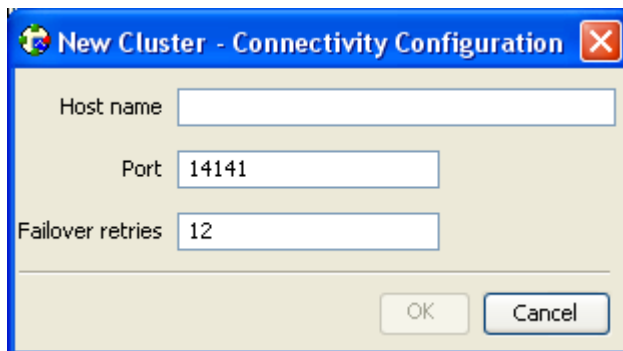 New Cluster - Connectivity Configuration
Host name
Port 14141
Failover retries 12
OK Cancel